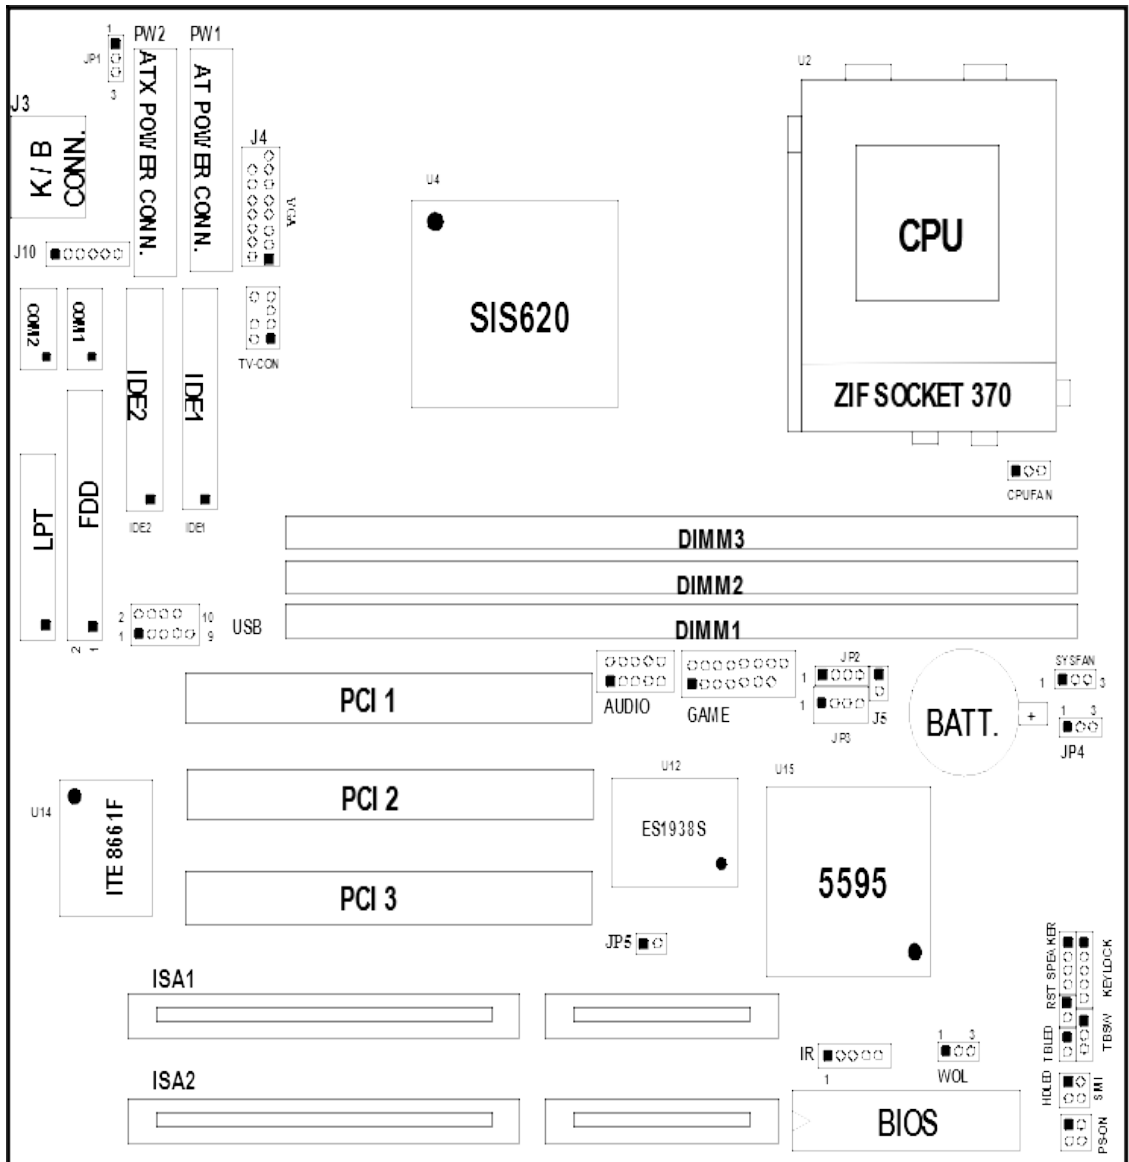 1
JP1
3
PW2
ATX POWER CONN.
PW1
AT POWER CONN.
U2
J3
K / B
CONN.
J4
VGA
U4
SIS620
CPU
ZIF SOCKET 370
J10
COM2
COM1
IDE2
IDE1
TV-CON
CPUFAN
LPT
FDD
IDE2
IDE1
DIMM3
DIMM2
DIMM1
2
10
1
9
USB
2
1
PCI 1
AUDIO
GAME
JP2
1
1
JP3
J5
BATT.
+
SYSFAN
1
3
1
3
JP4
U14
ITE 8661F
PCI 2
U12
ES1938S
U15
5595
PCI 3
JP5
RST SPEAKER
KEYLOCK
TBLED
TBSW
HDLED
SMI
PS-ON
ISA1
IR
1
1
3
WOL
ISA2
BIOS